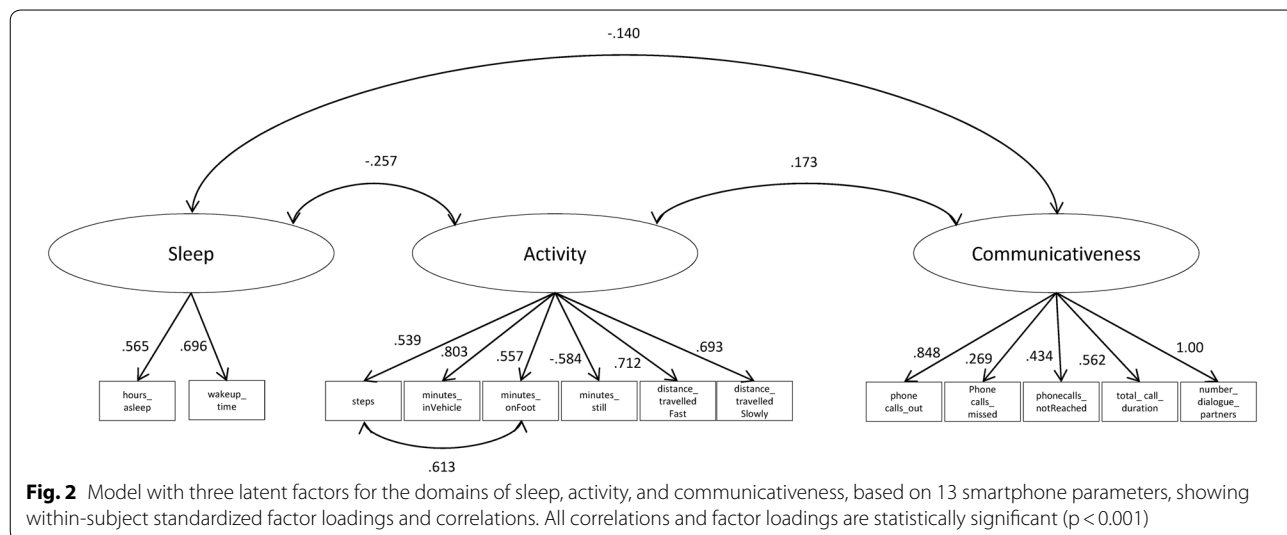 -.140
-.257
.173
Sleep
Activity
Communicativeness
.565
.696
.539
.803
.557
-.584
.712
.693
.848
.269
.434
.562
1.00
hours_
asleep
wakeup_
time
steps
minutes_
inVehicle
minutes_
onFoot
minutes_
still
distance_
travelled
Fast
distance_
travelled
Slowly
phone
calls_out
Phone
calls_
missed
phonecalls_
notReached
total_call_
duration
number_
dialogue_
partners
.613
Fig. 2 Model with three latent factors for the domains of sleep, activity, and communicativeness, based on 13 smartphone parameters, showing
within-subject standardized factor loadings and correlations. All correlations and factor loadings are statistically significant (p < 0.001)